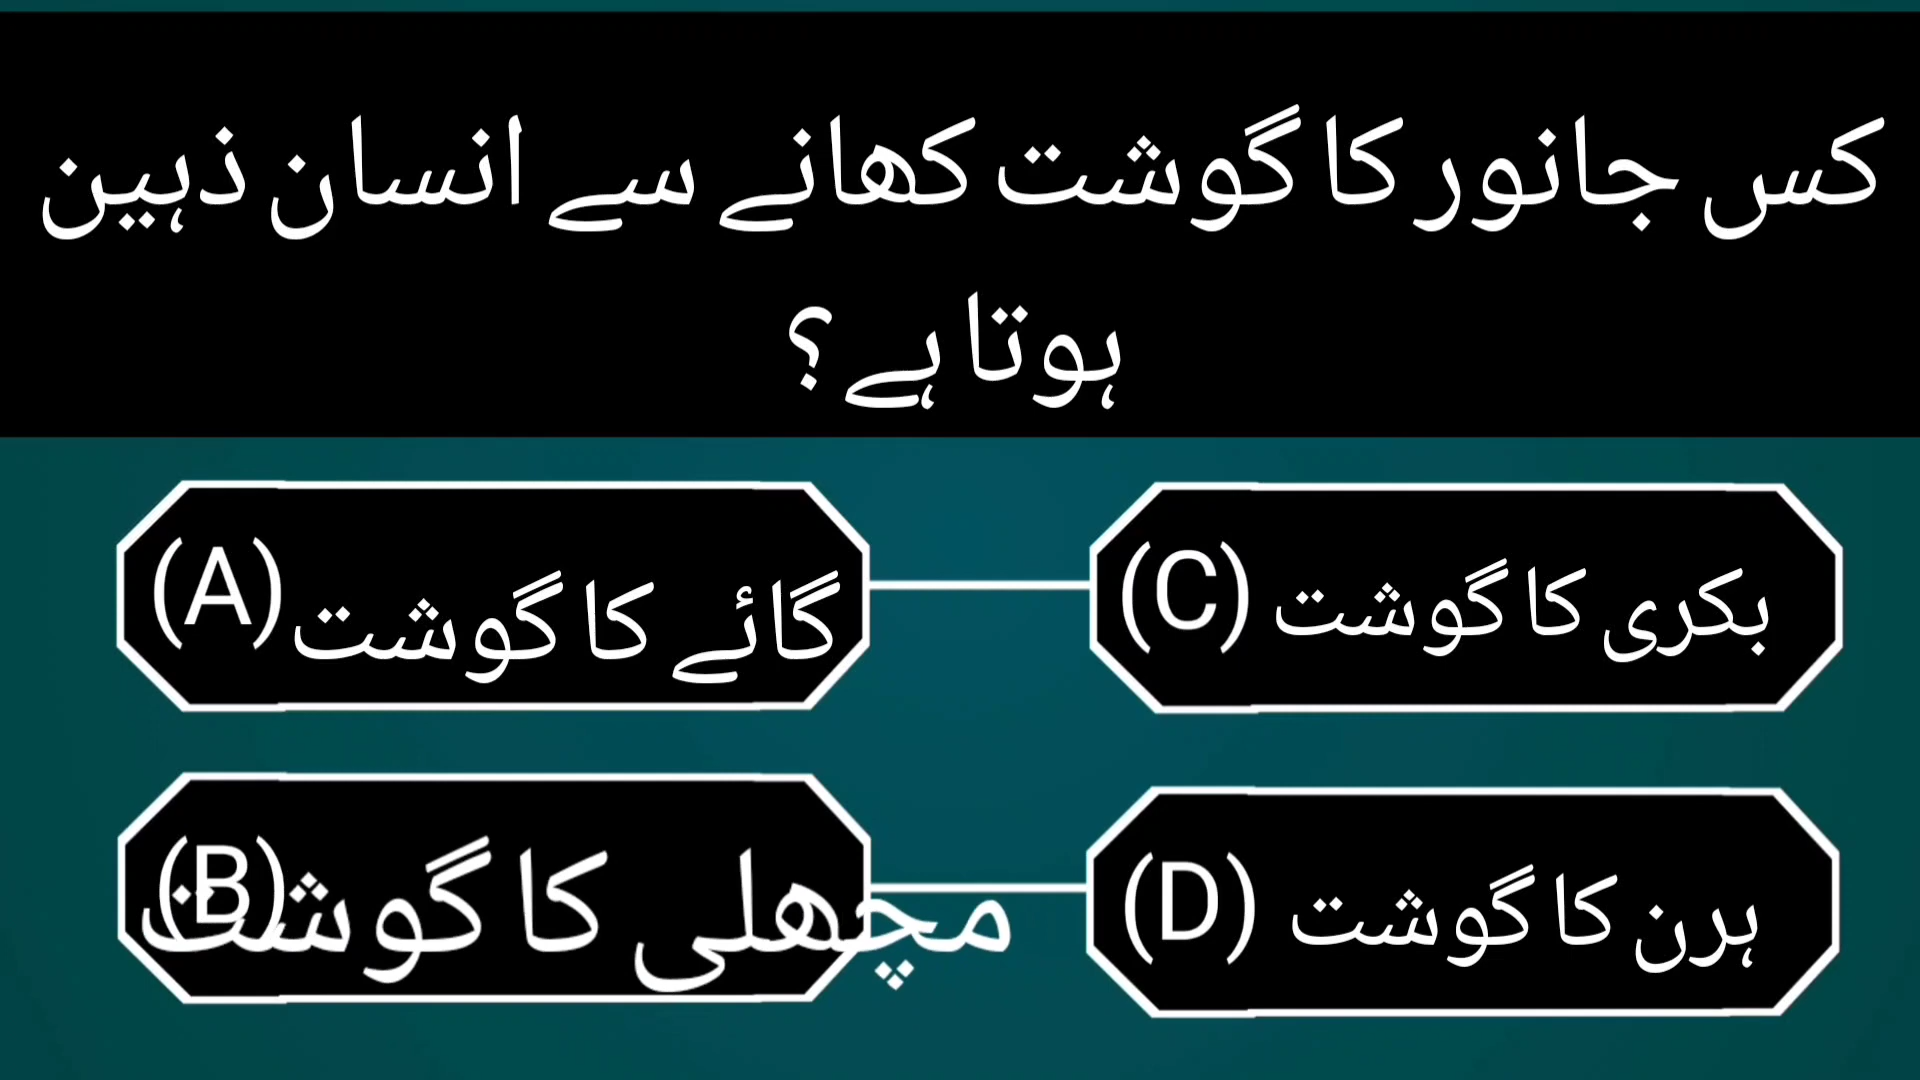 کس جانور کا گوشت کھانے سے انسان ذہین
ہوتا ہے؟
(A) گائے کا گوشت
(C) بکری کا گوشت
(B) مچھلی کا گوشت
(D) ہرن کا گوشت